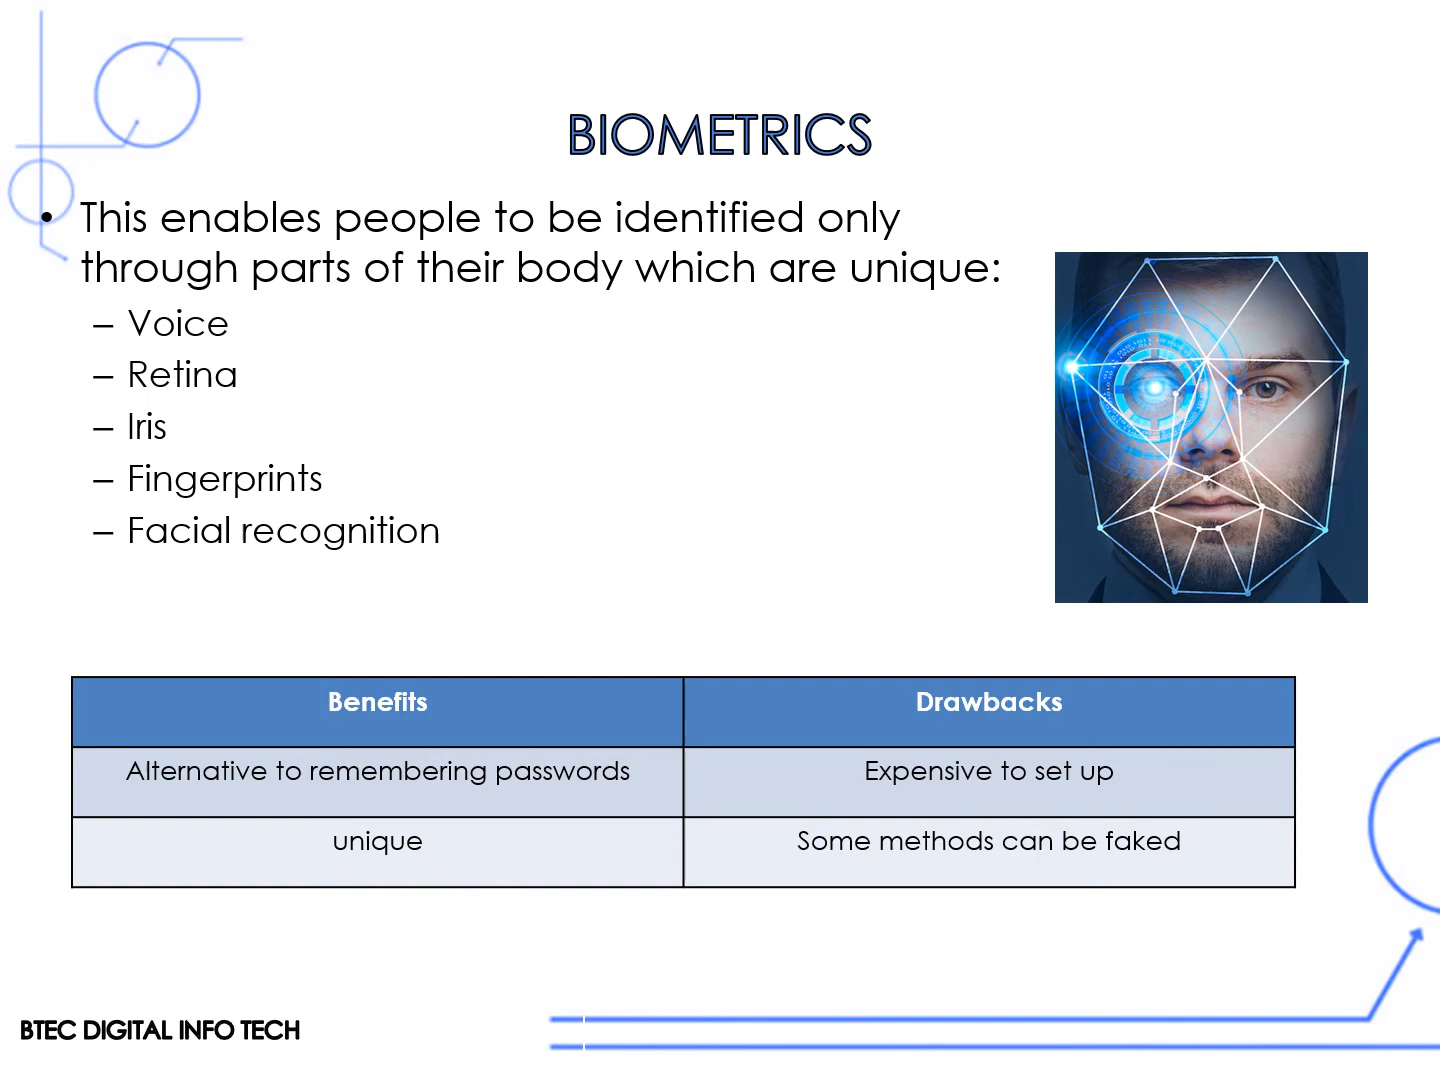 BIOMETRICS
• This enables people to be identified only
through parts of their body which are unique:
– Voice
– Retina
– Iris
– Fingerprints
– Facial recognition
Benefits Drawbacks
Alternative to remembering passwords Expensive to set up
unique Some methods can be faked
BTEC DIGITAL INFO TECH